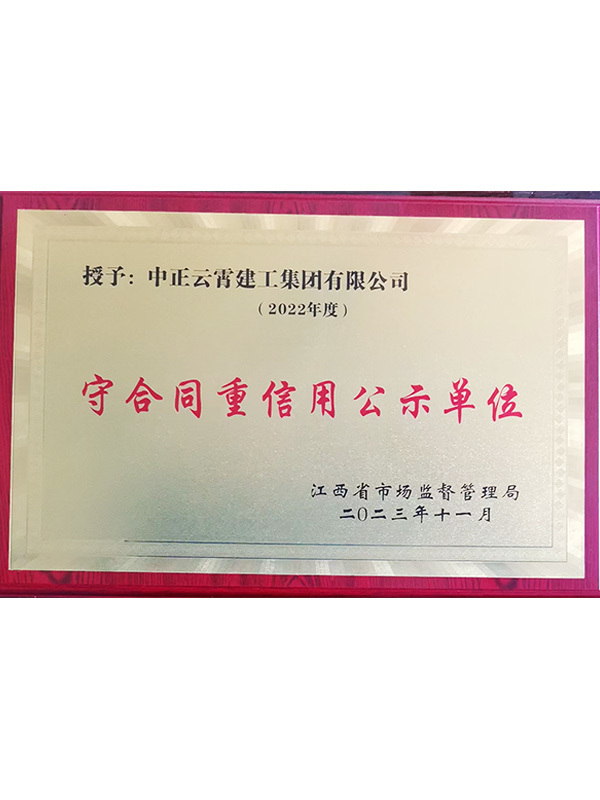 授予：中正云霄建工集团有限公司
（2022年度）
守合同重信用公示单位
江西省市场监督管理局
二〇二三年十一月